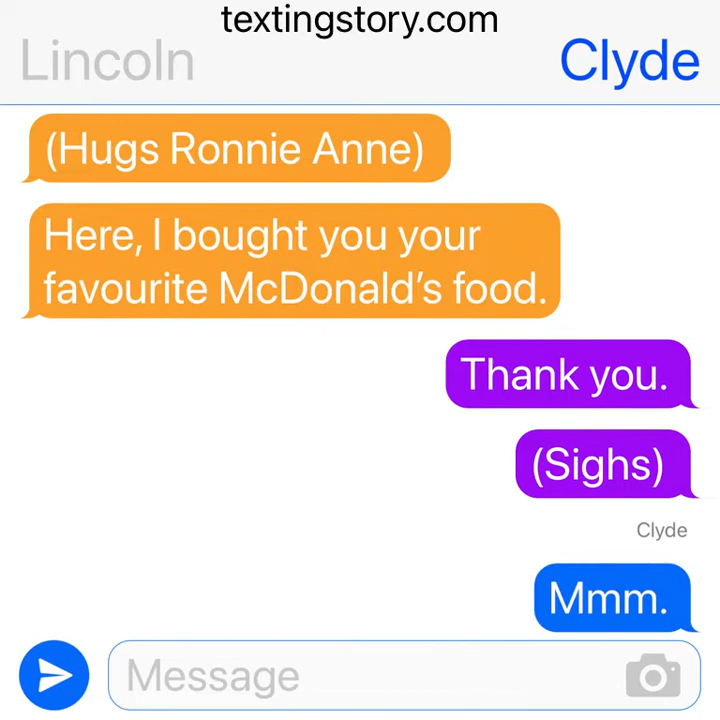 textingstory.com
Lincoln
Clyde
(Hugs Ronnie Anne)
Here, I bought you your
favourite McDonald’s food.
Thank you.
(Sighs)
Clyde
Mmm.
Message